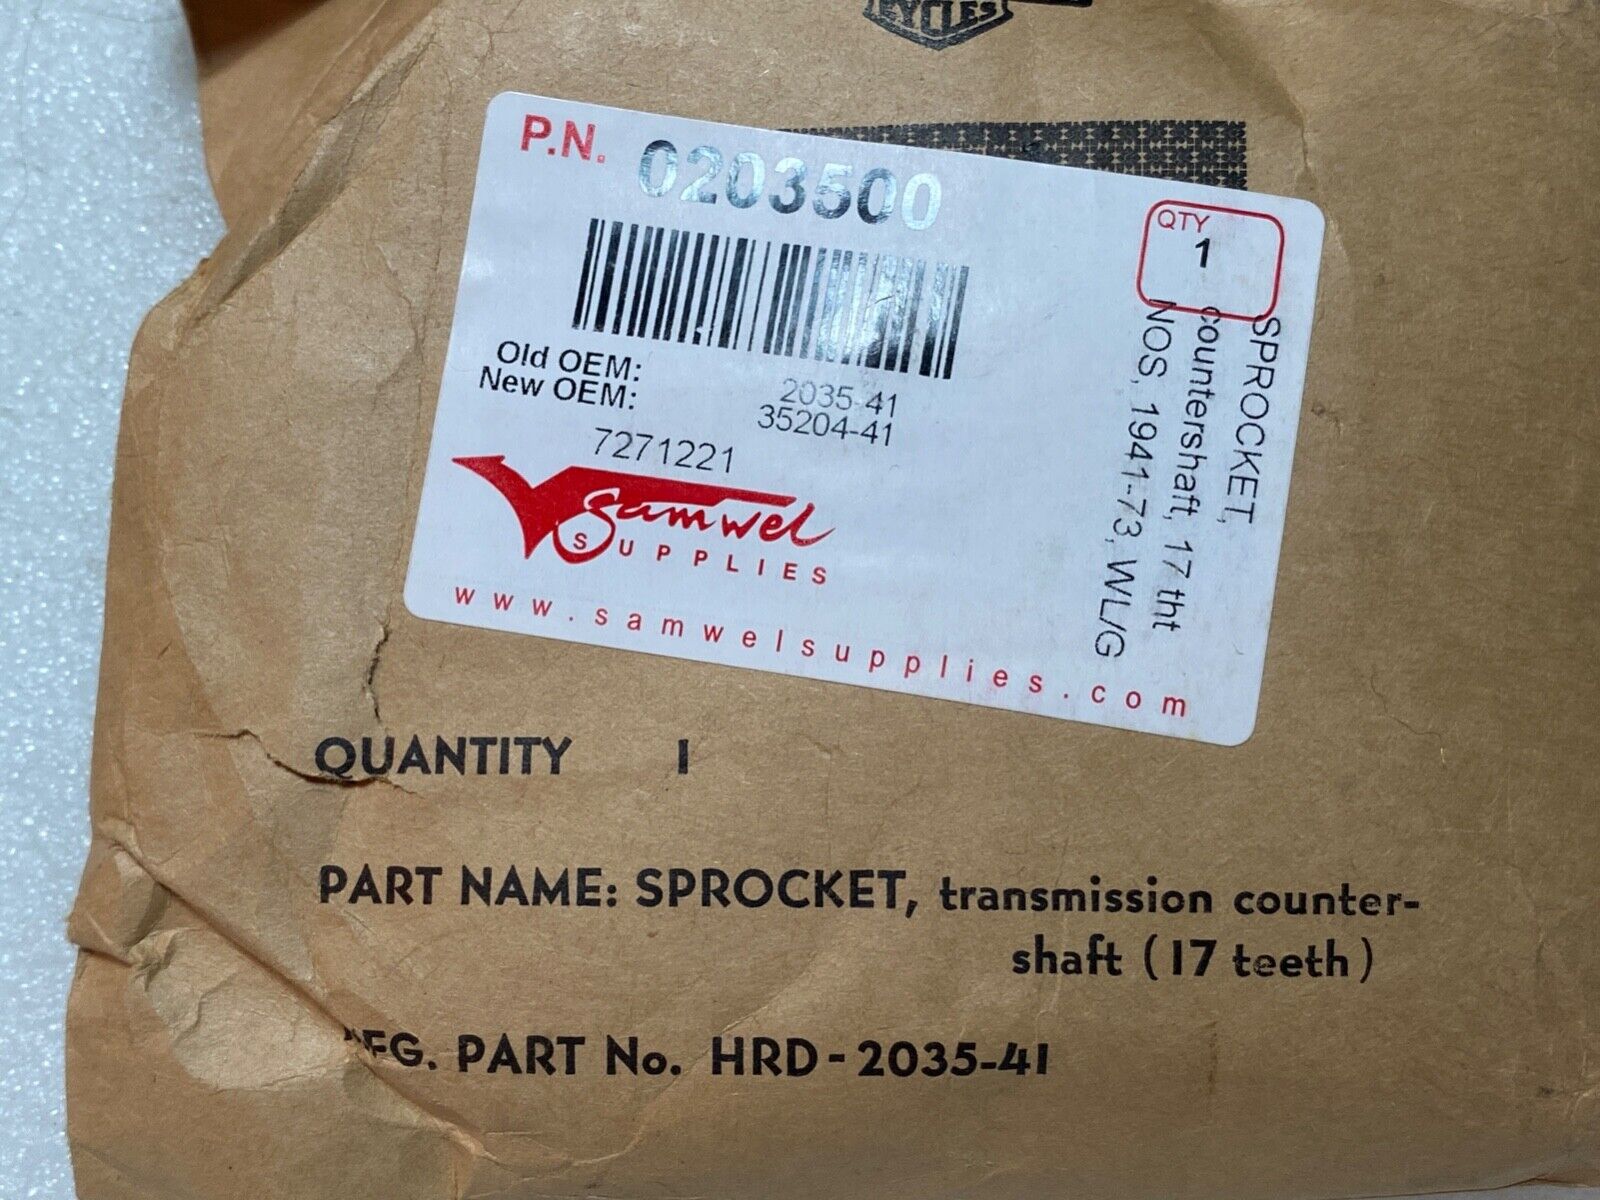 CYCLES
P.N. 0203500
QTY
1
SPROCKET,
countershaft, 17 tht
NOS, 1941-73, WL/G
Old OEM: 2035-41
New OEM: 35204-41
7271221
Samwel
SUPPLIES
www.samwelsupplies.com
QUANTITY 1
PART NAME: SPROCKET, transmission counter-
shaft (17 teeth)
FG. PART No. HRD-2035-41